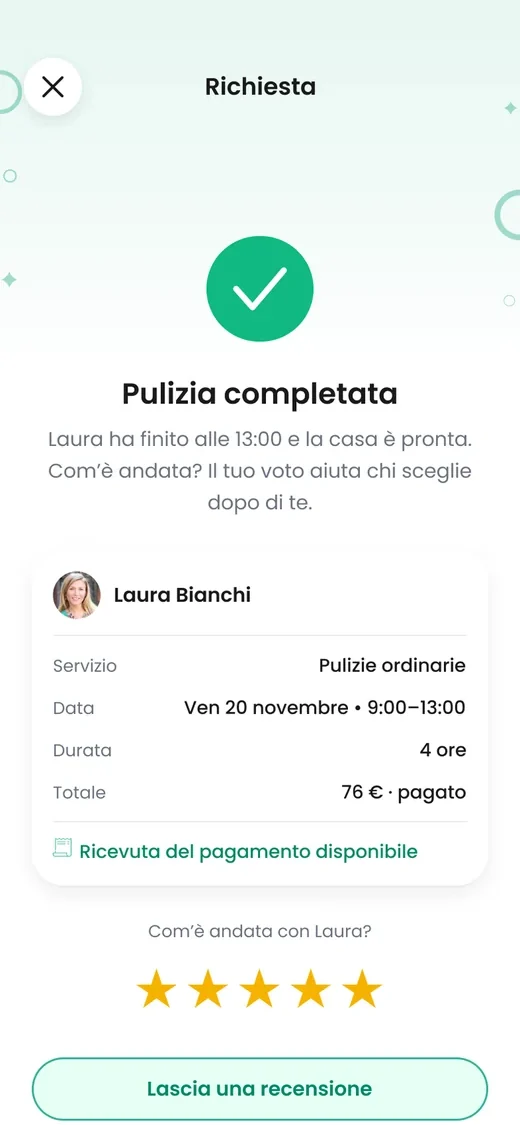 Richiesta
Pulizia completata
Laura ha finito alle 13:00 e la casa è pronta.
Com’è andata? Il tuo voto aiuta chi sceglie
dopo di te.
Laura Bianchi
Servizio Pulizie ordinarie
Data Ven 20 novembre • 9:00–13:00
Durata 4 ore
Totale 76 € · pagato
Ricevuta del pagamento disponibile
Com’è andata con Laura?
Lascia una recensione